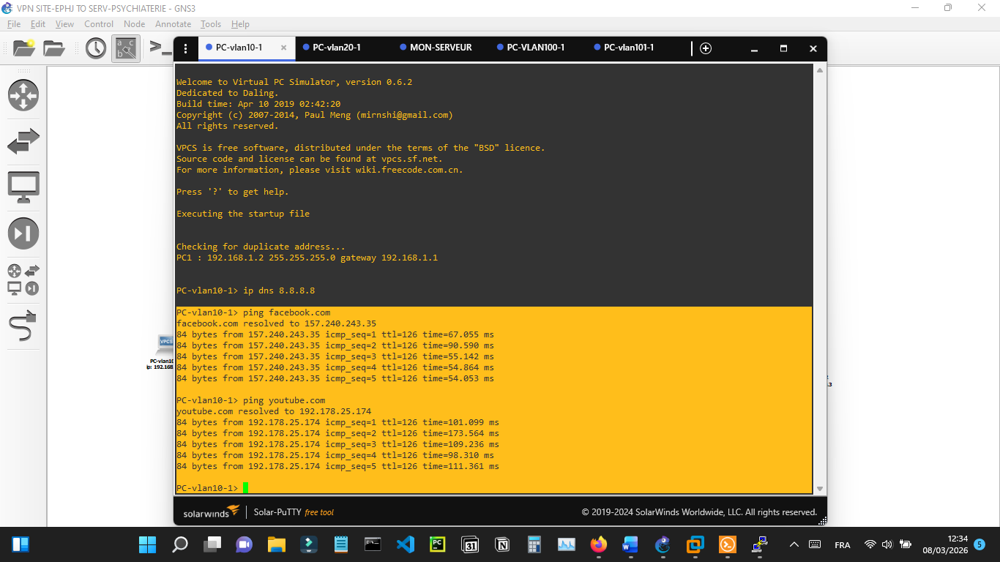 VPN SITE-EPHJ TO SERV-PSYCHIATERIE - GNS3
File Edit View Control Node Annotate Tools Help
PC-vlan10-1 PC-vlan20-1 MON-SERVEUR PC-VLAN100-1 PC-vlan101-1
Welcome to Virtual PC Simulator, version 0.6.2
Dedicated to Daling.
Build time: Apr 10 2019 02:42:20
Copyright (c) 2007-2014, Paul Meng (mirnshi@gmail.com)
All rights reserved.
VPCS is free software, distributed under the terms of the "BSD" licence.
Source code and license can be found at vpcs.sf.net.
For more information, please visit wiki.freecode.com.cn.
Press '?' to get help.
Executing the startup file
Checking for duplicate address...
PC1 : 192.168.1.2 255.255.255.0 gateway 192.168.1.1
PC-vlan10-1> ip dns 8.8.8.8
PC-vlan10-1> ping facebook.com
facebook.com resolved to 157.240.243.35
84 bytes from 157.240.243.35 icmp_seq=1 ttl=126 time=67.055 ms
84 bytes from 157.240.243.35 icmp_seq=2 ttl=126 time=90.590 ms
84 bytes from 157.240.243.35 icmp_seq=3 ttl=126 time=55.142 ms
84 bytes from 157.240.243.35 icmp_seq=4 ttl=126 time=54.864 ms
84 bytes from 157.240.243.35 icmp_seq=5 ttl=126 time=54.053 ms
PC-vlan10-1> ping youtube.com
youtube.com resolved to 192.178.25.174
84 bytes from 192.178.25.174 icmp_seq=1 ttl=126 time=101.099 ms
84 bytes from 192.178.25.174 icmp_seq=2 ttl=126 time=173.564 ms
84 bytes from 192.178.25.174 icmp_seq=3 ttl=126 time=109.236 ms
84 bytes from 192.178.25.174 icmp_seq=4 ttl=126 time=98.310 ms
84 bytes from 192.178.25.174 icmp_seq=5 ttl=126 time=111.361 ms
PC-vlan10-1>
VPCS
PC-vlan10
ip: 192.168
solarwinds Solar-PuTTY free tool © 2019-2024 SolarWinds Worldwide, LLC. All rights reserved.
FRA
12:34
08/03/2026
5